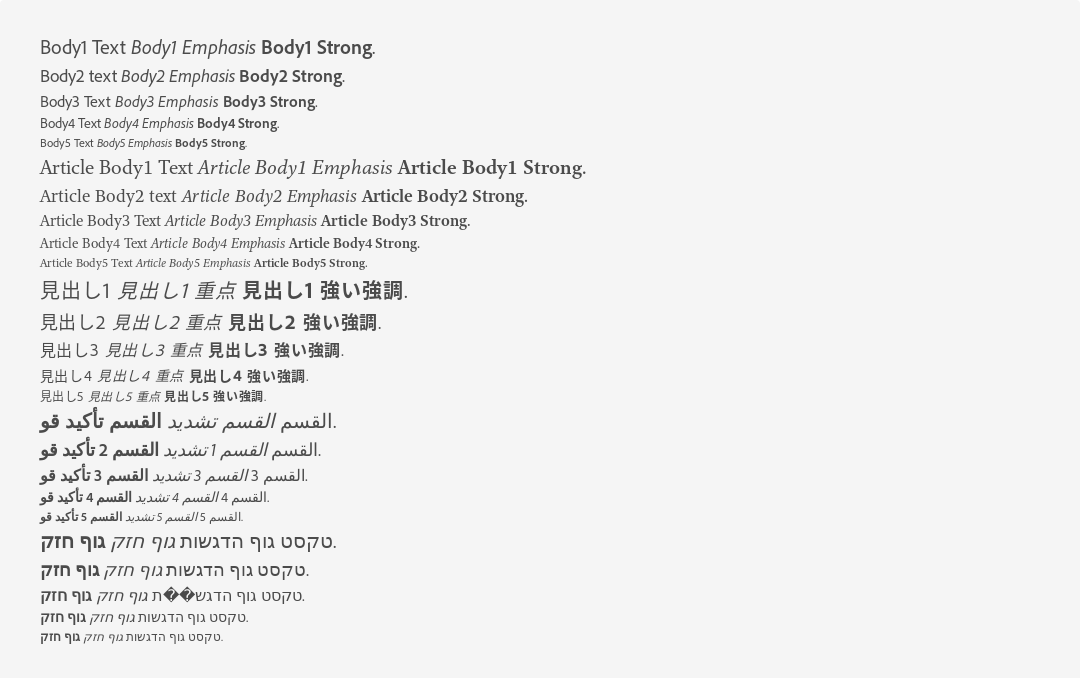 Body1 Text Body1 Emphasis Body1 Strong.
Body2 text Body2 Emphasis Body2 Strong.
Body3 Text Body3 Emphasis Body3 Strong.
Body4 Text Body4 Emphasis Body4 Strong.
Body5 Text Body5 Emphasis Body5 Strong.
Article Body1 Text Article Body1 Emphasis Article Body1 Strong.
Article Body2 text Article Body2 Emphasis Article Body2 Strong.
Article Body3 Text Article Body3 Emphasis Article Body3 Strong.
Article Body4 Text Article Body4 Emphasis Article Body4 Strong.
Article Body5 Text Article Body5 Emphasis Article Body5 Strong.
見出し1 見出し1 重点 見出し1 強い強調.
見出し2 見出し2 重点 見出し2 強い強調.
見出し3 見出し3 重点 見出し3 強い強調.
見出し4 見出し4 重点 見出し4 強い強調.
見出し5 見出し5 重点 見出し5 強い強調.
القسم القسم تشديد القسم تأكيد قو.
القسم القسم 1 تشديد القسم 2 تأكيد قو.
القسم 3 القسم 3 تشديد القسم 3 تأكيد قو.
القسم 4 القسم 4 تشديد القسم 4 تأكيد قو.
القسم 5 القسم 5 تشديد القسم 5 تأكيد قو.
טקסט גוף הדגשות גוף חזק גוף חזק.
טקסט גוף הדגשות גוף חזק גוף חזק.
טקסט גוף הדגש��ת גוף חזק גוף חזק.
טקסט גוף הדגשות גוף חזק גוף חזק.
טקסט גוף הדגשות גוף חזק גוף חזק.